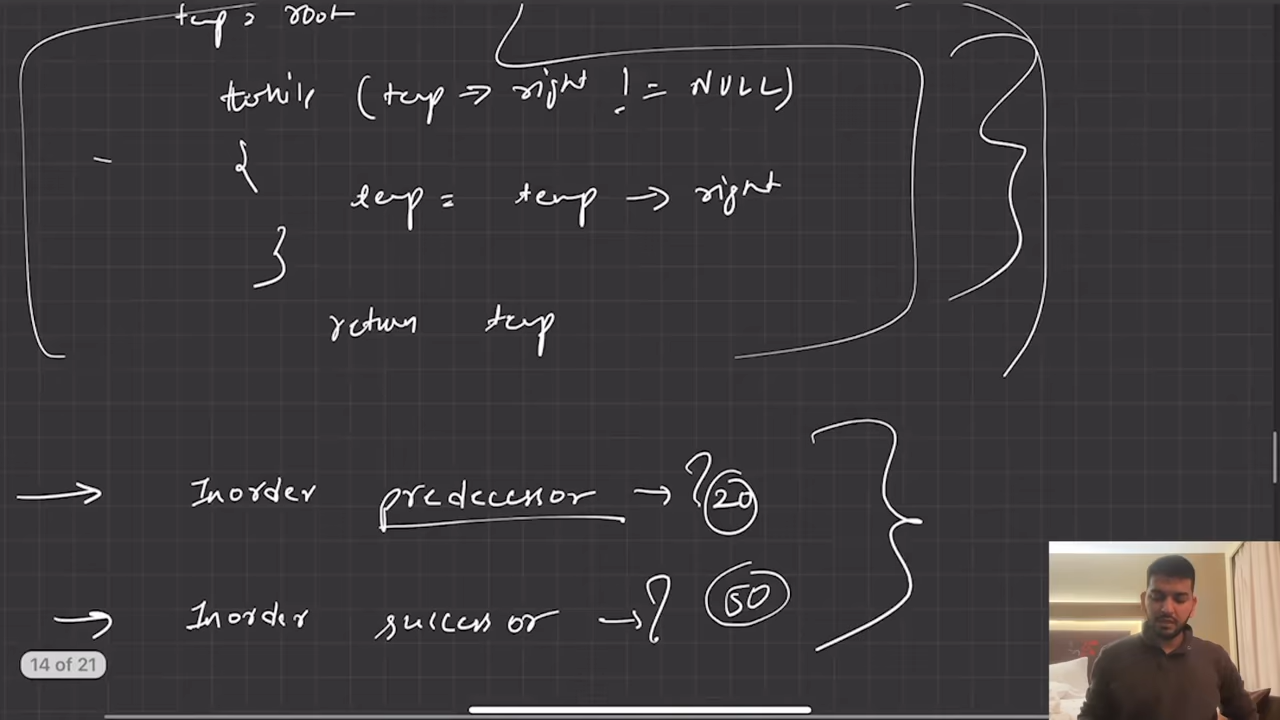 temp = root
while (temp → right != NULL)
{
temp = temp → right
}
return temp
→ Inorder predecessor → ? 20
→ Inorder successor → ? 50
14 of 21